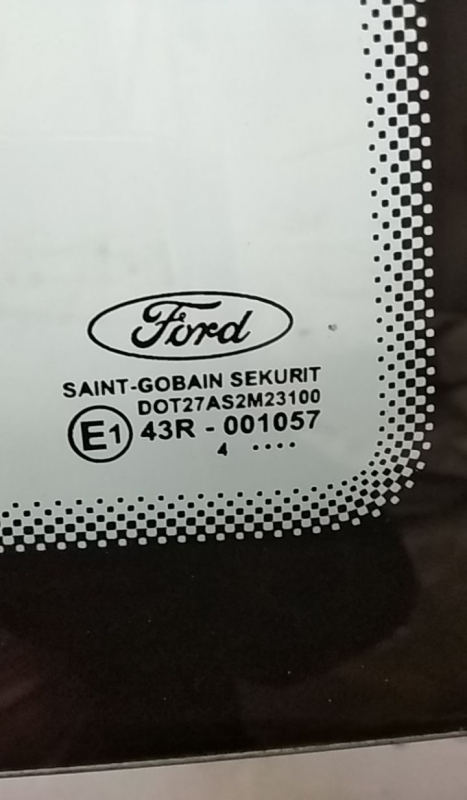 Ford
SAINT-GOBAIN SEKURIT
DOT27AS2M23100
E1 43R - 001057
4 ....